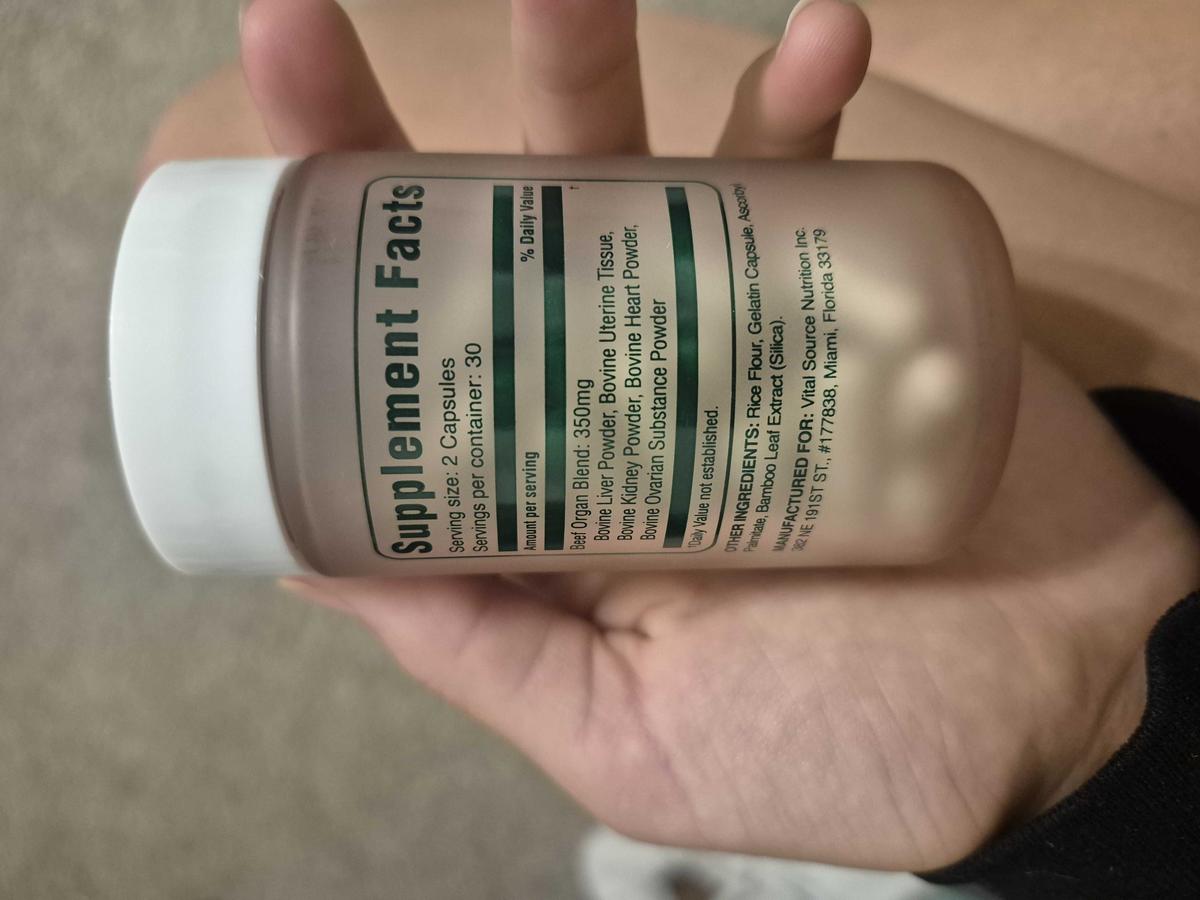 Supplement Facts
Serving size: 2 Capsules
Servings per container: 30
Amount per serving % Daily Value
Beef Organ Blend: 350mg †
Bovine Liver Powder, Bovine Uterine Tissue,
Bovine Kidney Powder, Bovine Heart Powder,
Bovine Ovarian Substance Powder
†Daily Value not established.
OTHER INGREDIENTS: Rice Flour, Gelatin Capsule, Ascorbyl
Palmitate, Bamboo Leaf Extract (Silica).
MANUFACTURED FOR: Vital Source Nutrition Inc.
382 NE 191ST ST., #177838, Miami, Florida 33179